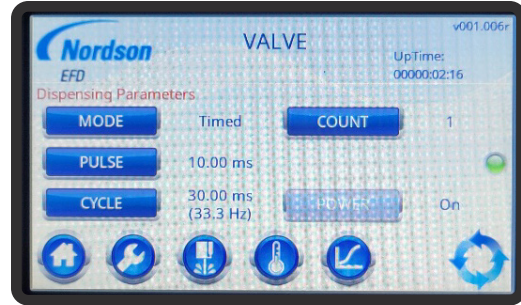 v001.006r
Nordson
EFD
VALVE
UpTime:
00000:02:16
Dispensing Parameters
MODE Timed COUNT 1
PULSE 10.00 ms
CYCLE 30.00 ms
(33.3 Hz)
POWER On